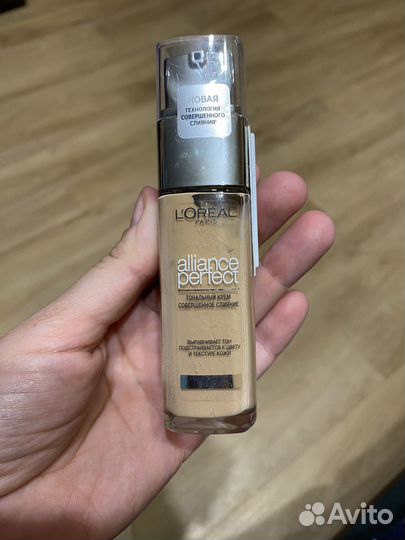 НОВАЯ
ТЕХНОЛОГИЯ
СОВЕРШЕННОГО
СЛИЯНИЯ
L'ORÉAL
PARIS
alliance
perfect
ТОНАЛЬНЫЙ КРЕМ
СОВЕРШЕННОЕ СЛИЯНИЕ
ВЫРАВНИВАЕТ ТОН
ПОДСТРАИВАЕТСЯ К ЦВЕТУ
И ТЕКСТУРЕ КОЖИ
Avito